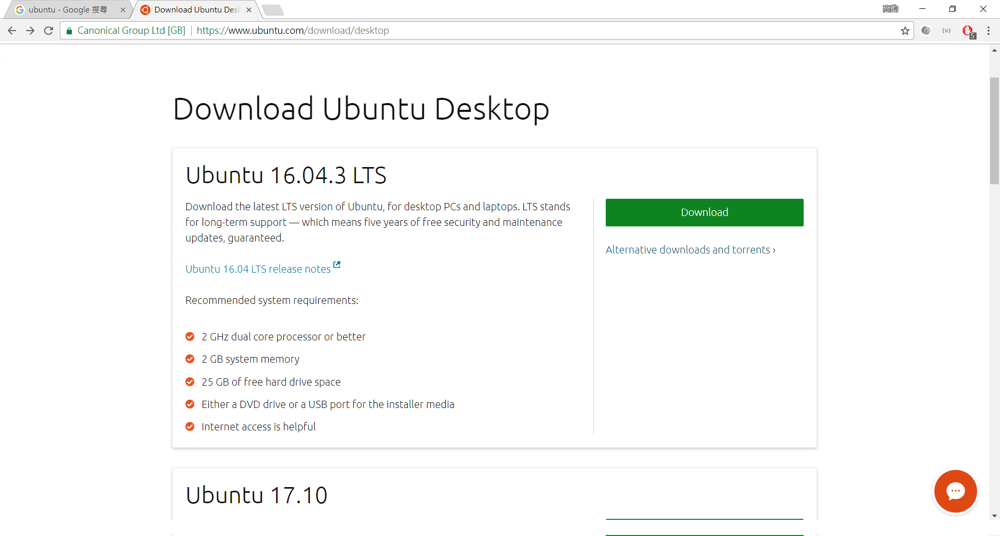 ubuntu - Google 搜尋
Download Ubuntu Des
亮昀
Canonical Group Ltd [GB]
https://www.ubuntu.com/download/desktop
5
Download Ubuntu Desktop
Ubuntu 16.04.3 LTS
Download the latest LTS version of Ubuntu, for desktop PCs and laptops. LTS stands
for long-term support — which means five years of free security and maintenance
updates, guaranteed.
Ubuntu 16.04 LTS release notes
Recommended system requirements:
2 GHz dual core processor or better
2 GB system memory
25 GB of free hard drive space
Either a DVD drive or a USB port for the installer media
Internet access is helpful
Download
Alternative downloads and torrents ›
Ubuntu 17.10